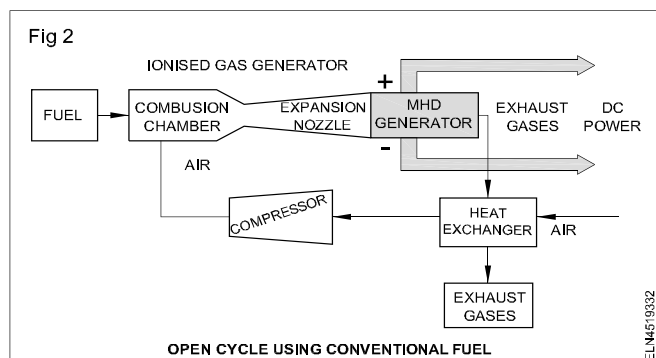 Fig 2
IONISED GAS GENERATOR
+
FUEL
COMBUSION
CHAMBER
EXPANSION
NOZZLE
MHD
GENERATOR
EXHAUST
GASES
DC
POWER
-
AIR
COMPRESSOR
HEAT
EXCHANGER
AIR
EXHAUST
GASES
OPEN CYCLE USING CONVENTIONAL FUEL
ELN4519332